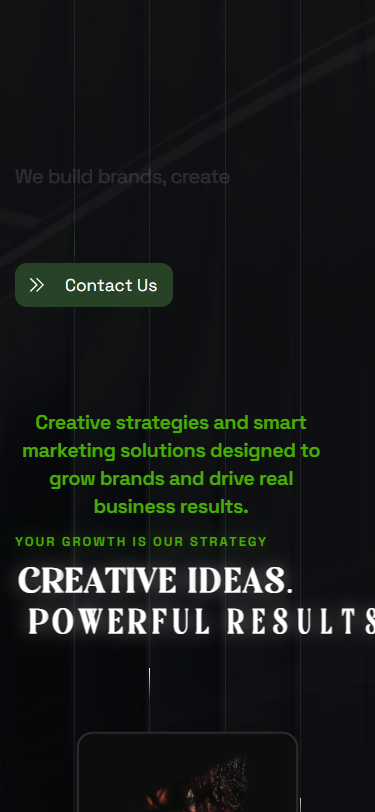 We build brands, create
Contact Us
Creative strategies and smart
marketing solutions designed to
grow brands and drive real
business results.
YOUR GROWTH IS OUR STRATEGY
CREATIVE IDEAS.
POWERFUL RESULTS